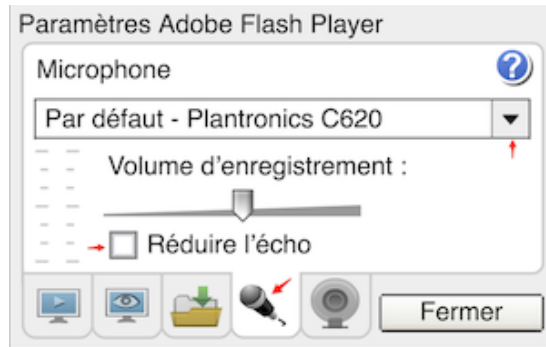 Paramètres Adobe Flash Player
Microphone
?
Par défaut - Plantronics C620
Volume d'enregistrement :
Réduire l'écho
Fermer